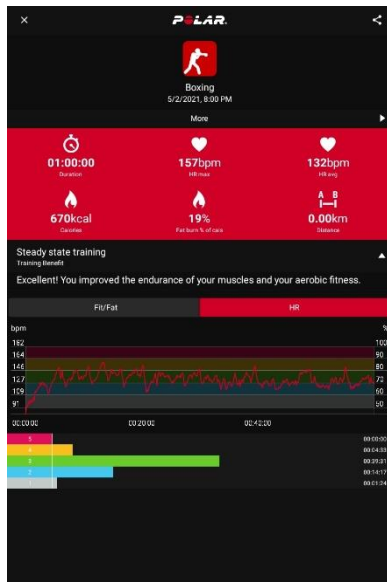 POLAR.
Boxing
5/2/2021, 8:00 PM
More
01:00:00
Duration
157bpm
HR max
132bpm
HR avg
670kcal
Calories
19%
Fat burn % of cals
A B
0.00km
Distance
Steady state training
Training Benefit
Excellent! You improved the endurance of your muscles and your aerobic fitness.
Fit/Fat
HR
bpm
%
182
100
164
90
146
80
127
70
109
60
91
50
00:00:00
00:20:00
00:40:00
5
00:00:00
4
00:04:33
3
00:39:31
2
00:14:17
1
00:01:24